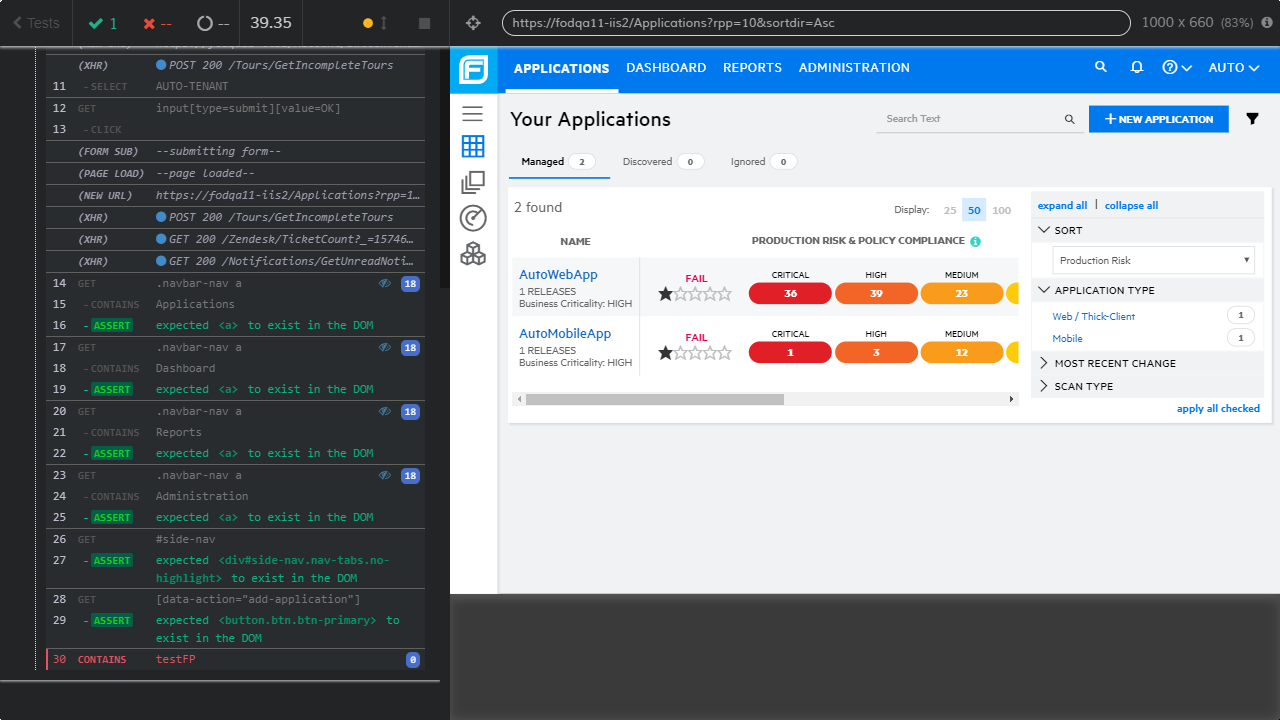 Tests
1
--
--
39.35
https://fodqa11-iis2/Applications?rpp=10&sortdir=Asc
1000 x 660 (83%)
(XHR) POST 200 /Tours/GetIncompleteTours
11 -SELECT AUTO-TENANT
12 GET input[type=submit][value=OK]
13 -CLICK
(FORM SUB) --submitting form--
(PAGE LOAD) --page loaded--
(NEW URL) https://fodqa11-iis2/Applications?rpp=1…
(XHR) POST 200 /Tours/GetIncompleteTours
(XHR) GET 200 /Zendesk/TicketCount?_=15746…
(XHR) GET 200 /Notifications/GetUnreadNoti…
14 GET .navbar-nav a 18
15 -CONTAINS Applications
16 -ASSERT expected <a> to exist in the DOM
17 GET .navbar-nav a 18
18 -CONTAINS Dashboard
19 -ASSERT expected <a> to exist in the DOM
20 GET .navbar-nav a 18
21 -CONTAINS Reports
22 -ASSERT expected <a> to exist in the DOM
23 GET .navbar-nav a 18
24 -CONTAINS Administration
25 -ASSERT expected <a> to exist in the DOM
26 GET #side-nav
27 -ASSERT expected <div#side-nav.nav-tabs.no-
highlight> to exist in the DOM
28 GET [data-action="add-application"]
29 -ASSERT expected <button.btn.btn-primary> to
exist in the DOM
30 CONTAINS testFP 0
APPLICATIONS DASHBOARD REPORTS ADMINISTRATION AUTO
Your Applications
Search Text
+ NEW APPLICATION
Managed 2 Discovered 0 Ignored 0
2 found
Display: 25 50 100
NAME PRODUCTION RISK & POLICY COMPLIANCE
AutoWebApp
1 RELEASES
Business Criticality: HIGH
FAIL
CRITICAL HIGH MEDIUM
36 39 23
AutoMobileApp
1 RELEASES
Business Criticality: HIGH
FAIL
CRITICAL HIGH MEDIUM
1 3 12
expand all | collapse all
SORT
Production Risk
APPLICATION TYPE
Web / Thick-Client 1
Mobile 1
MOST RECENT CHANGE
SCAN TYPE
apply all checked